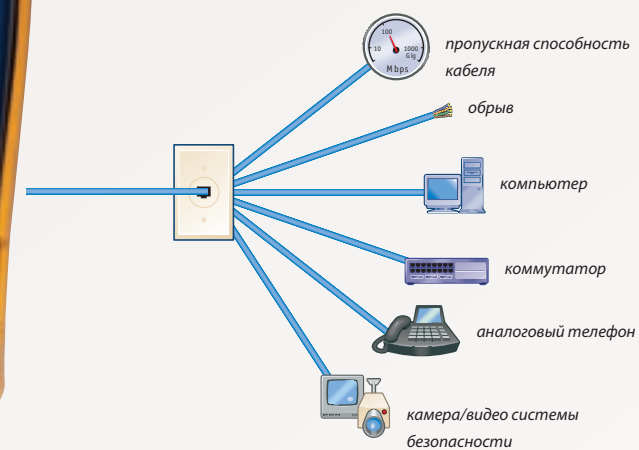 100
10
1000
Gig
Mbps
пропускная способность
кабеля
обрыв
компьютер
коммутатор
аналоговый телефон
камера/видео системы
безопасности